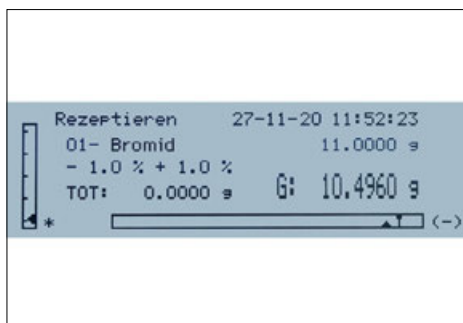 Rezeptieren 27-11-20 11:52:23
01- Bromid 11.0000 g
- 1.0 % + 1.0 %
TOT: 0.0000 g G: 10.4960 g
* (-)